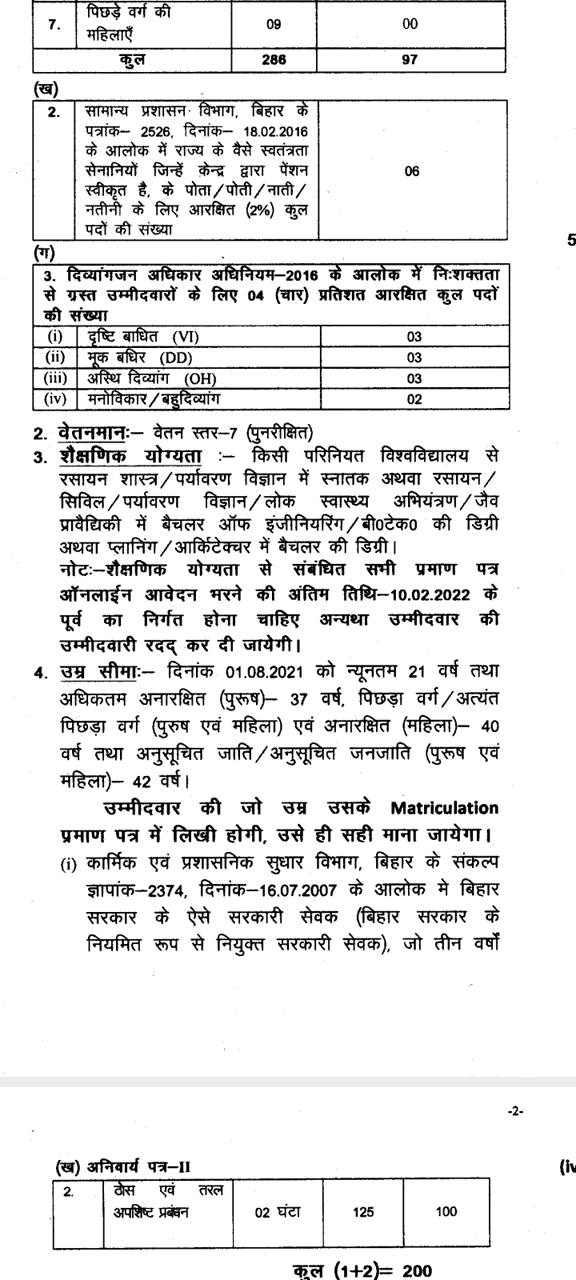 7. पिछड़े वर्ग की 09 00
महिलाएँ
कुल 286 97
(ख)
2. सामान्य प्रशासन विभाग, बिहार के
पत्रांक– 2526, दिनांक– 18.02.2016
के आलोक में राज्य के वैसे स्वतंत्रता
सेनानियों जिन्हें केन्द्र द्वारा पेंशन
स्वीकृत है, के पोता/पोती/नाती/ 06
नतीनी के लिए आरक्षित (2%) कुल
पदों की संख्या
5
(ग)
3. दिव्यांगजन अधिकार अधिनियम–2016 के आलोक में निःशक्तता
से ग्रस्त उम्मीदवारों के लिए 04 (चार) प्रतिशत आरक्षित कुल पदों
की संख्या
(i) दृष्टि बाधित (VI) 03
(ii) मूक बधिर (DD) 03
(iii) अस्थि दिव्यांग (OH) 03
(iv) मनोविकार/बहुदिव्यांग 02
2. वेतनमानः– वेतन स्तर–7 (पुनरीक्षित)
3. शैक्षणिक योग्यता :– किसी परिनियत विश्वविद्यालय से
रसायन शास्त्र/पर्यावरण विज्ञान में स्नातक अथवा रसायन/
सिविल/पर्यावरण विज्ञान/लोक स्वास्थ्य अभियंत्रण/जैव
प्रावैद्यिकी में बैचलर ऑफ इंजीनियरिंग/बी0टेक0 की डिग्री
अथवा प्लानिंग/आर्किटेक्चर में बैचलर की डिग्री।
नोटः–शैक्षणिक योग्यता से संबंधित सभी प्रमाण पत्र
ऑनलाईन आवेदन भरने की अंतिम तिथि–10.02.2022 के
पूर्व का निर्गत होना चाहिए अन्यथा उम्मीदवार की
उम्मीदवारी रदद् कर दी जायेगी।
4. उम्र सीमाः– दिनांक 01.08.2021 को न्यूनतम 21 वर्ष तथा
अधिकतम अनारक्षित (पुरूष)– 37 वर्ष, पिछड़ा वर्ग/अत्यंत
पिछड़ा वर्ग (पुरुष एवं महिला) एवं अनारक्षित (महिला)– 40
वर्ष तथा अनुसूचित जाति/अनुसूचित जनजाति (पुरूष एवं
महिला)– 42 वर्ष।
उम्मीदवार की जो उम्र उसके Matriculation
प्रमाण पत्र में लिखी होगी, उसे ही सही माना जायेगा।
(i) कार्मिक एवं प्रशासनिक सुधार विभाग, बिहार के संकल्प
ज्ञापांक–2374, दिनांक–16.07.2007 के आलोक मे बिहार
सरकार के ऐसे सरकारी सेवक (बिहार सरकार के
नियमित रूप से नियुक्त सरकारी सेवक), जो तीन वर्षों
-2-
(ख) अनिवार्य पत्र–II (iv
2. ठोस एवं तरल
अपशिष्ट प्रबंधन 02 घंटा 125 100
कुल (1+2)= 200